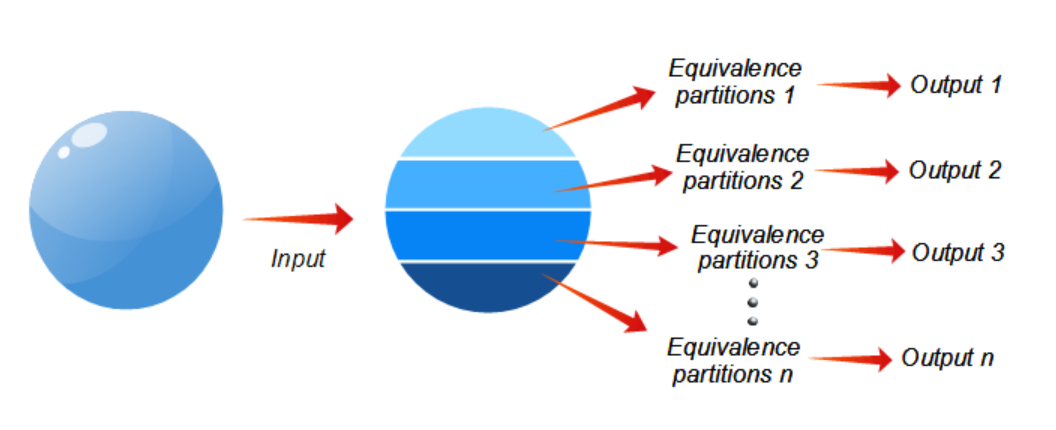 Input
Equivalence
partitions 1
Output 1
Equivalence
partitions 2
Output 2
Equivalence
partitions 3
Output 3
Equivalence
partitions n
Output n